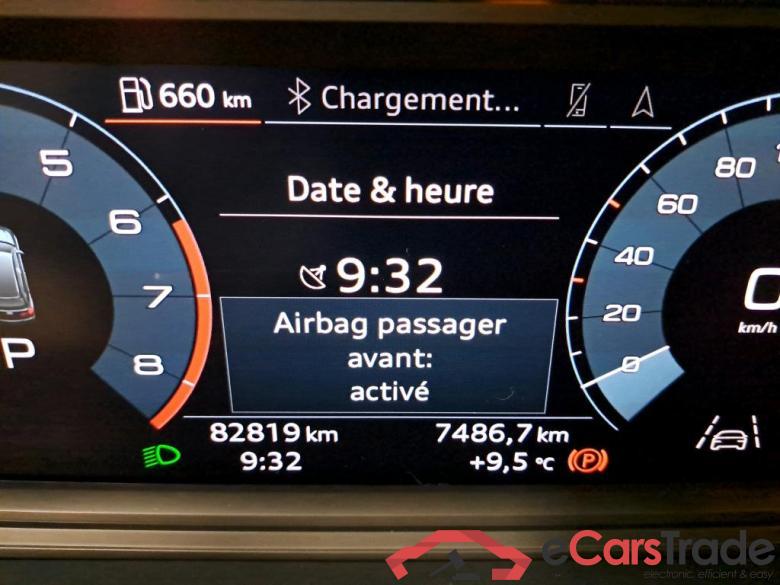 660 km
Chargement...
Date & heure
9:32
Airbag passager
avant:
activé
82819 km
7486,7 km
9:32
+9,5 °C
P
5
6
7
8
P
80
60
40
20
0
km/h
eCarsTrade
electronic, efficient & easy